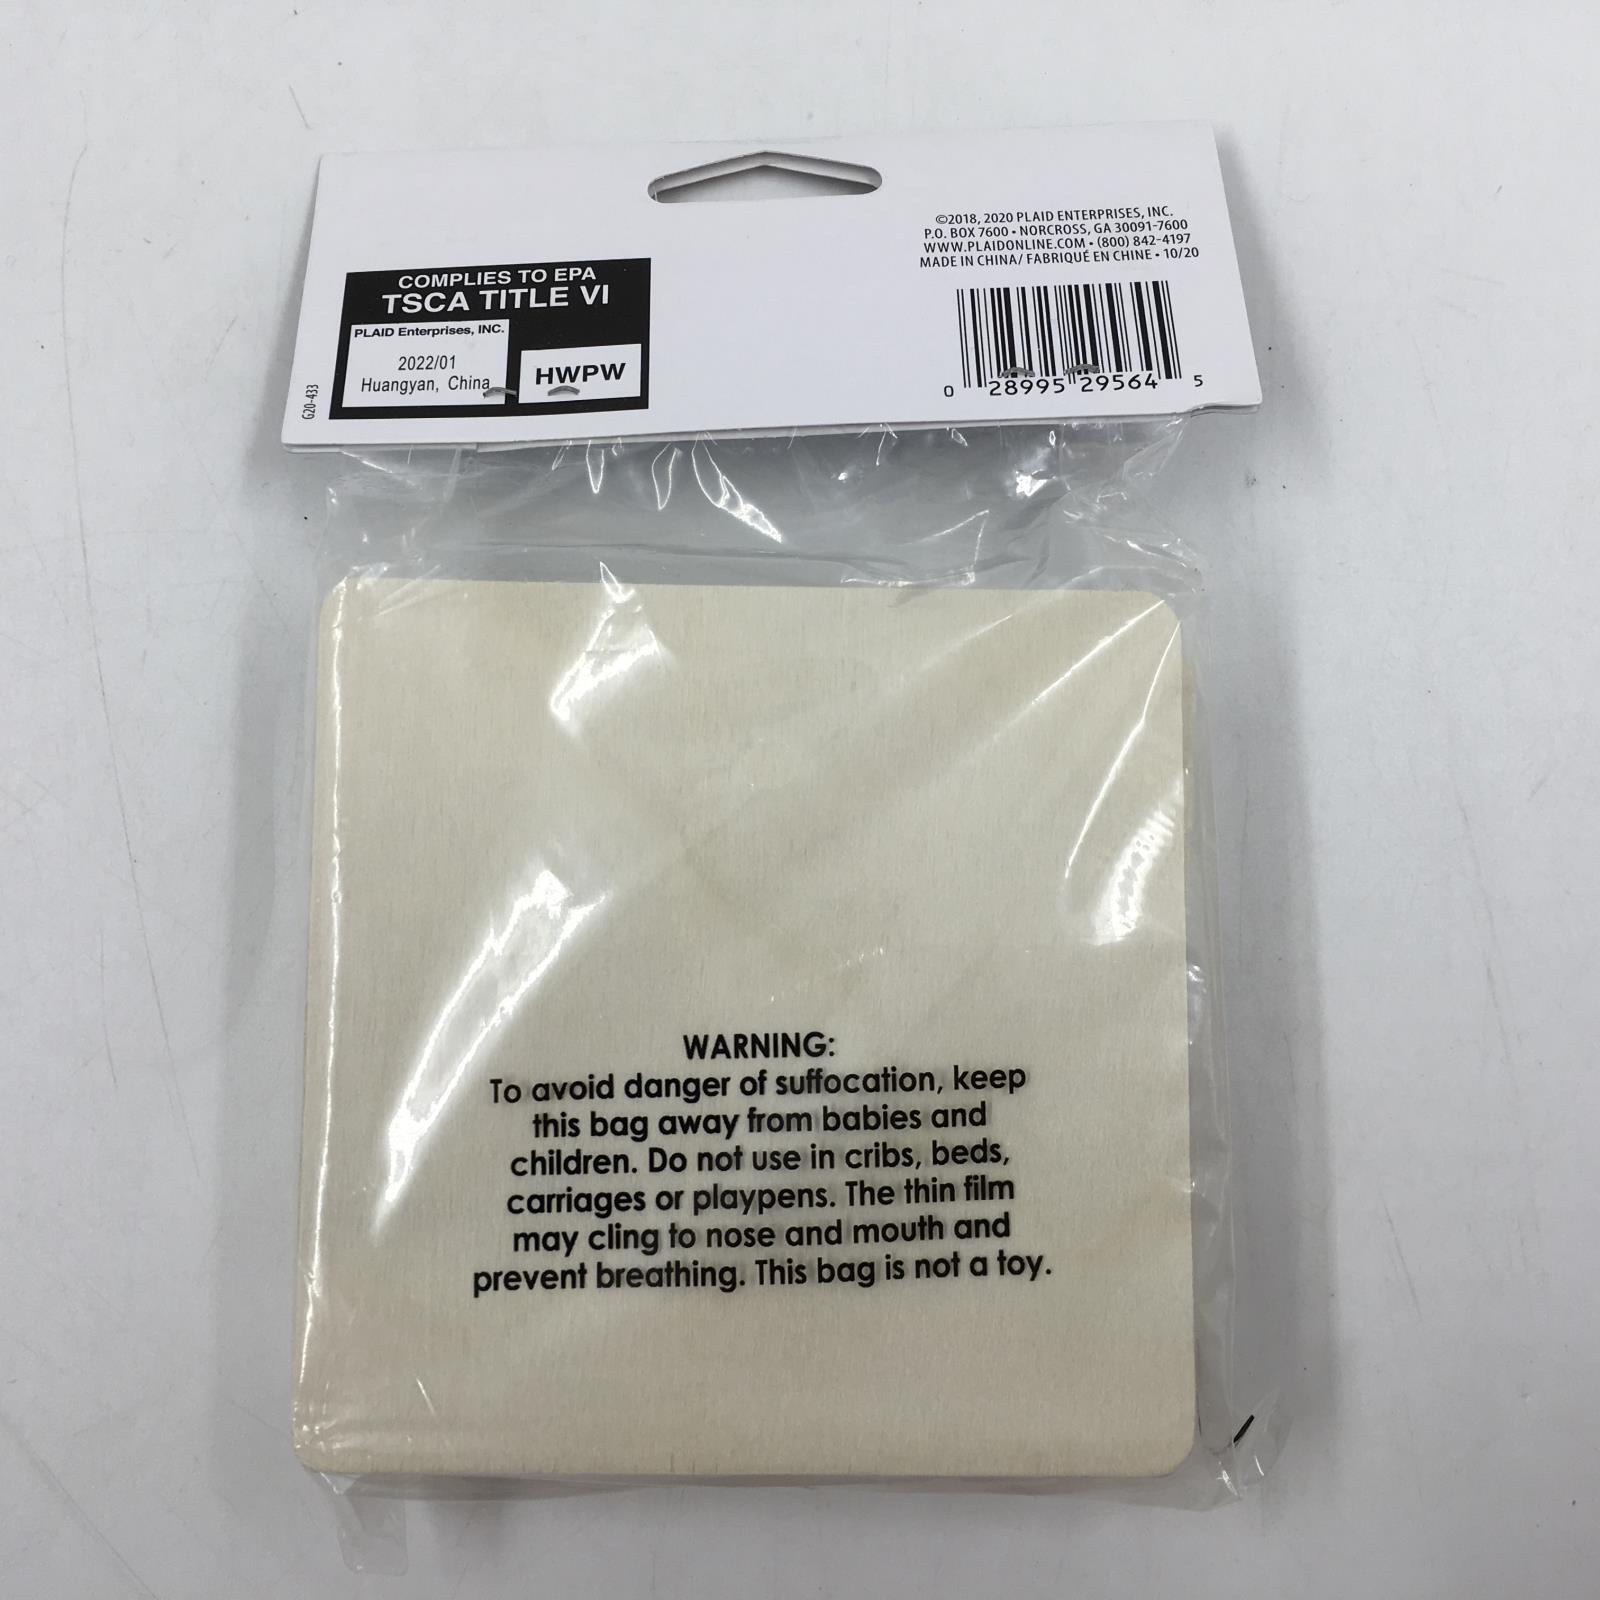 ©2018, 2020 PLAID ENTERPRISES, INC.
P.O. BOX 7600 • NORCROSS, GA 30091-7600
WWW.PLAIDONLINE.COM • (800) 842-4197
MADE IN CHINA/ FABRIQUÉ EN CHINE • 10/20
COMPLIES TO EPA
TSCA TITLE VI
PLAID Enterprises, INC.
2022/01
Huangyan, China
HWPW
G20-433
0 28995 29564 5
WARNING:
To avoid danger of suffocation, keep
this bag away from babies and
children. Do not use in cribs, beds,
carriages or playpens. The thin film
may cling to nose and mouth and
prevent breathing. This bag is not a toy.